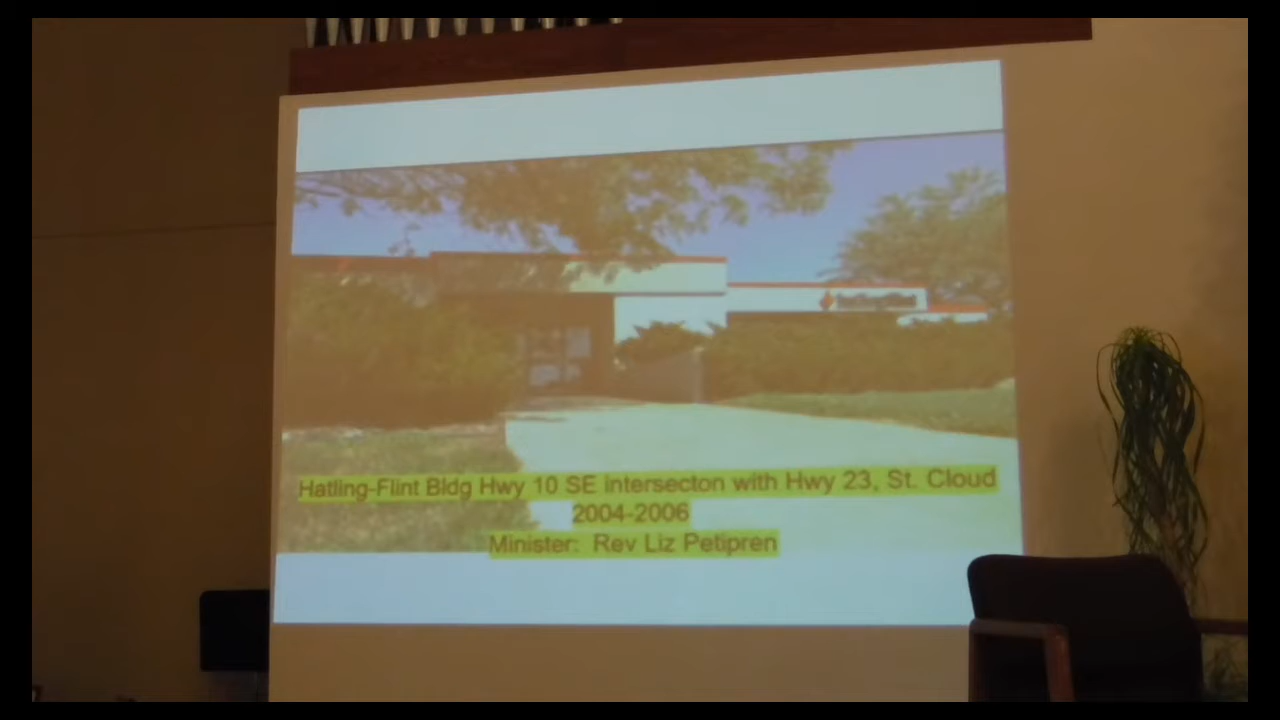 Hatling-Flint Bldg Hwy 10 SE intersecton with Hwy 23, St. Cloud
2004-2006
Minister: Rev Liz Petipren